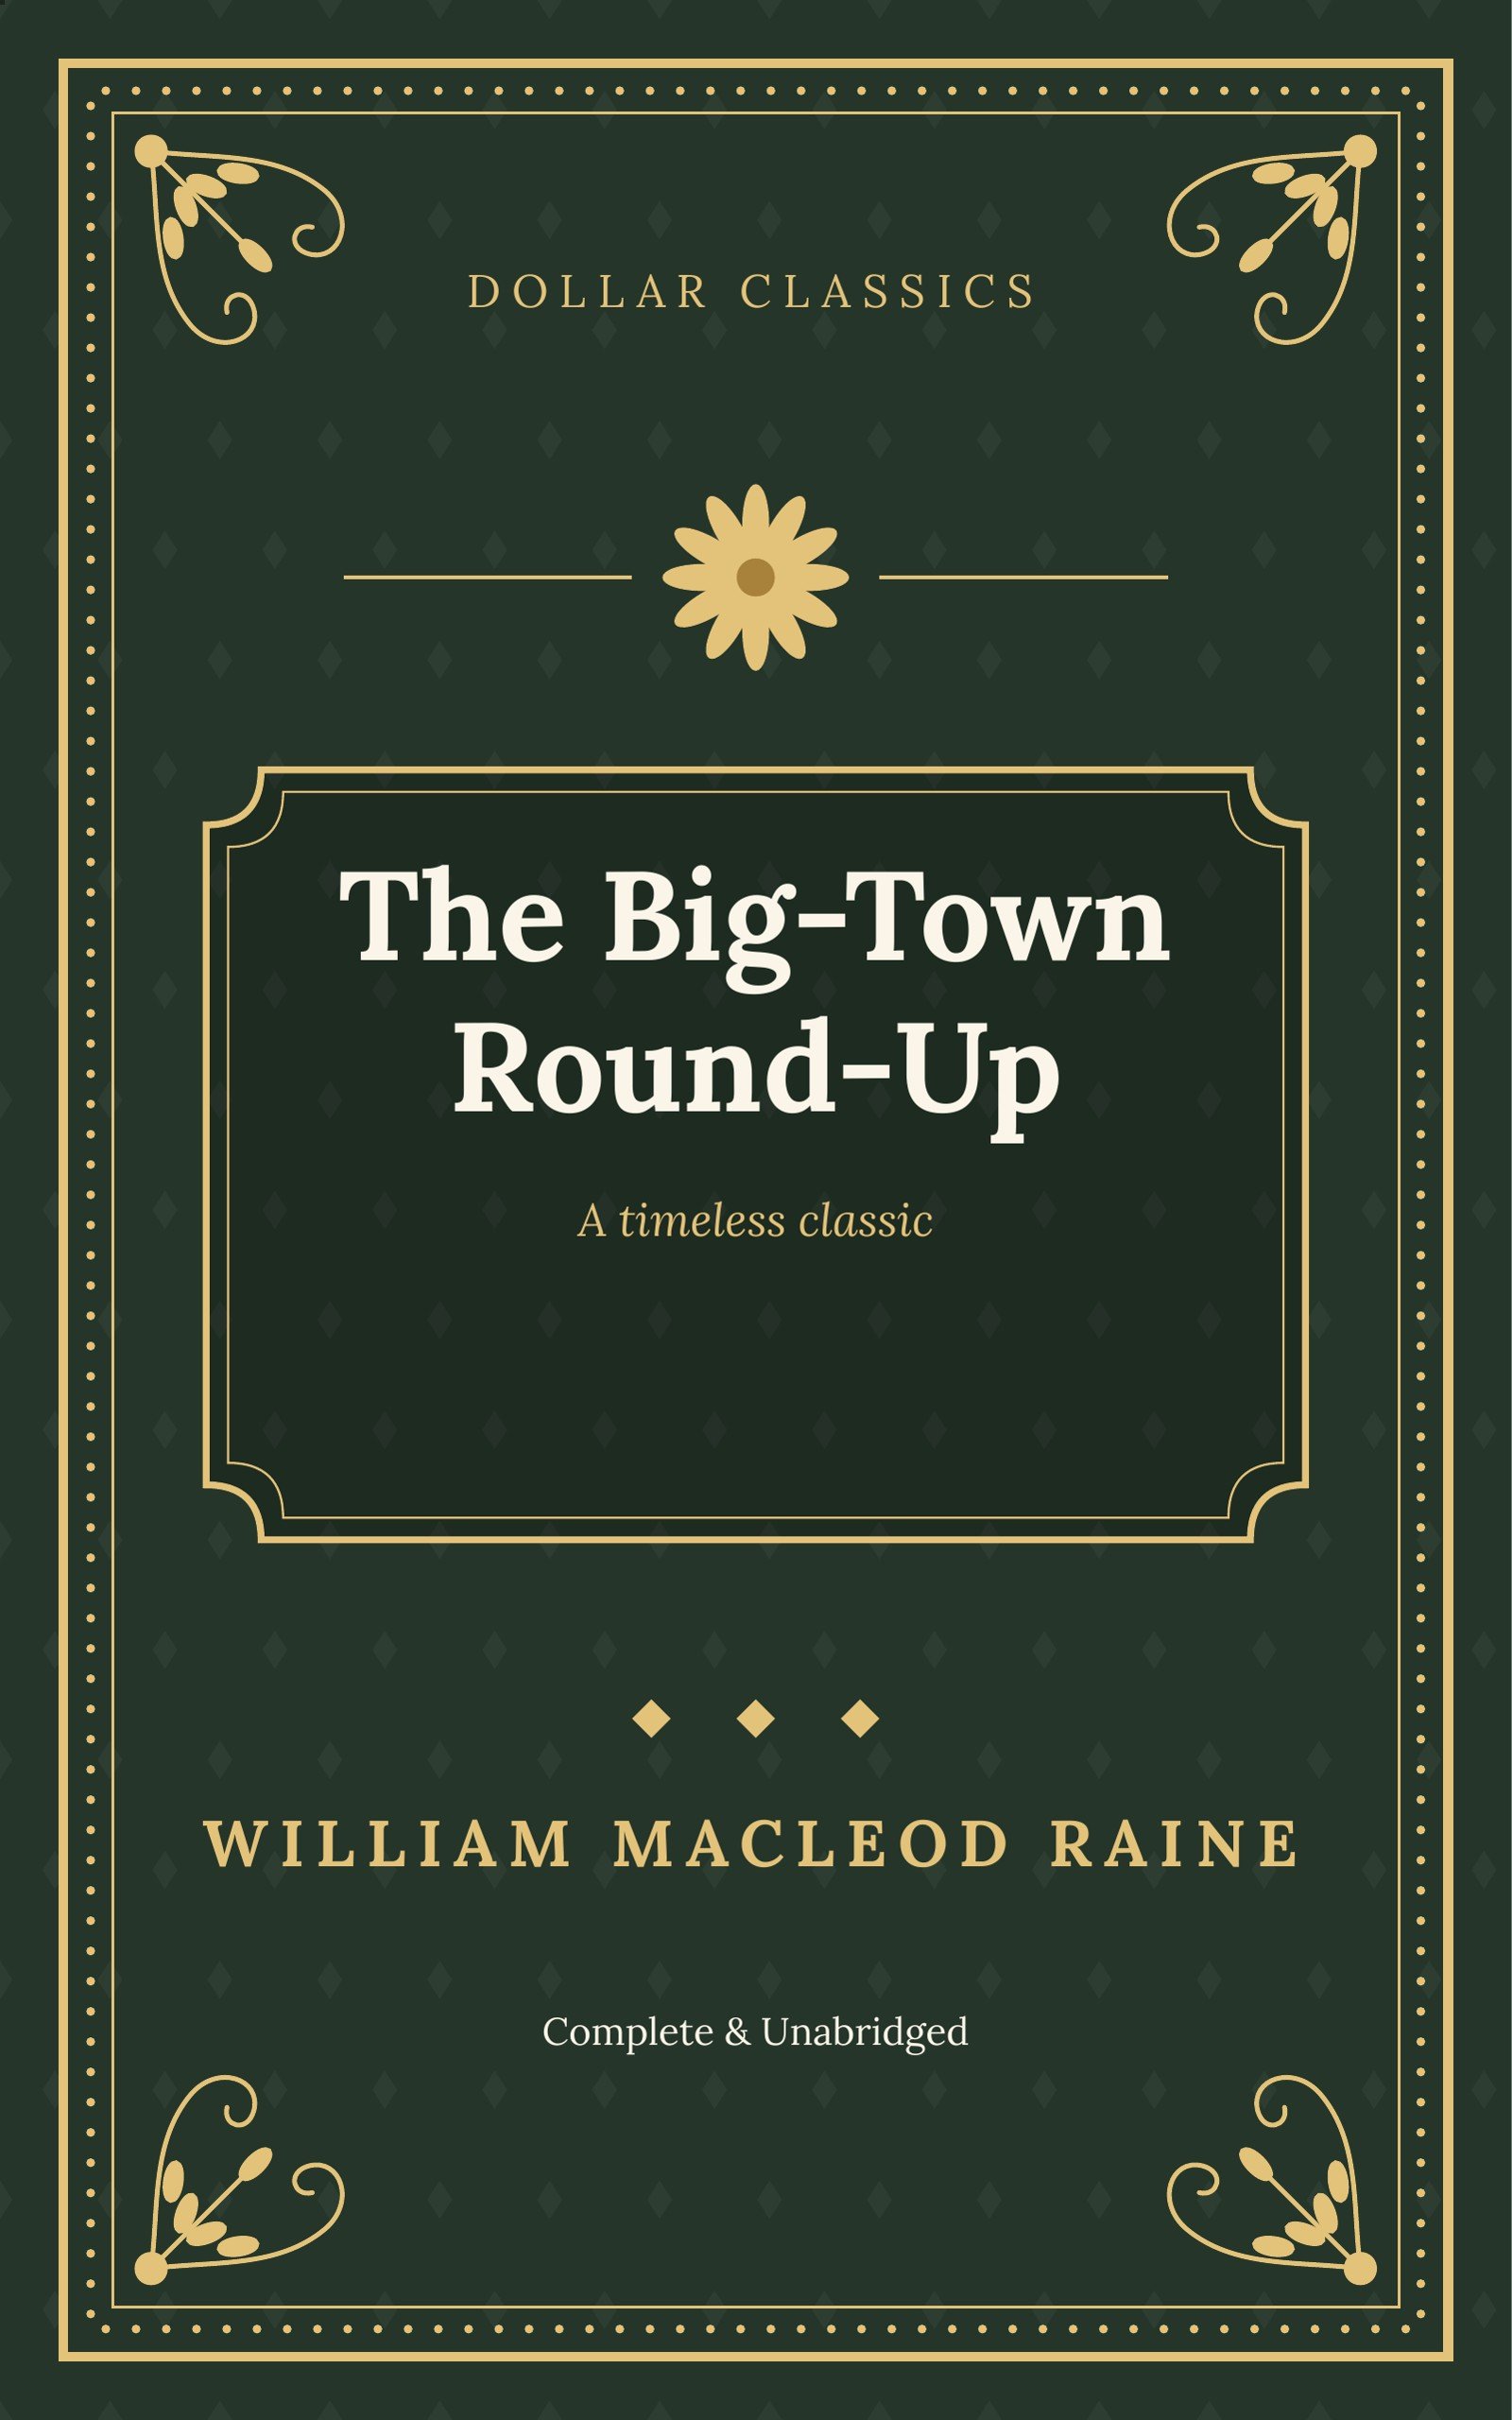 DOLLAR CLASSICS
The Big-Town
Round-Up
A timeless classic
WILLIAM MACLEOD RAINE
Complete & Unabridged